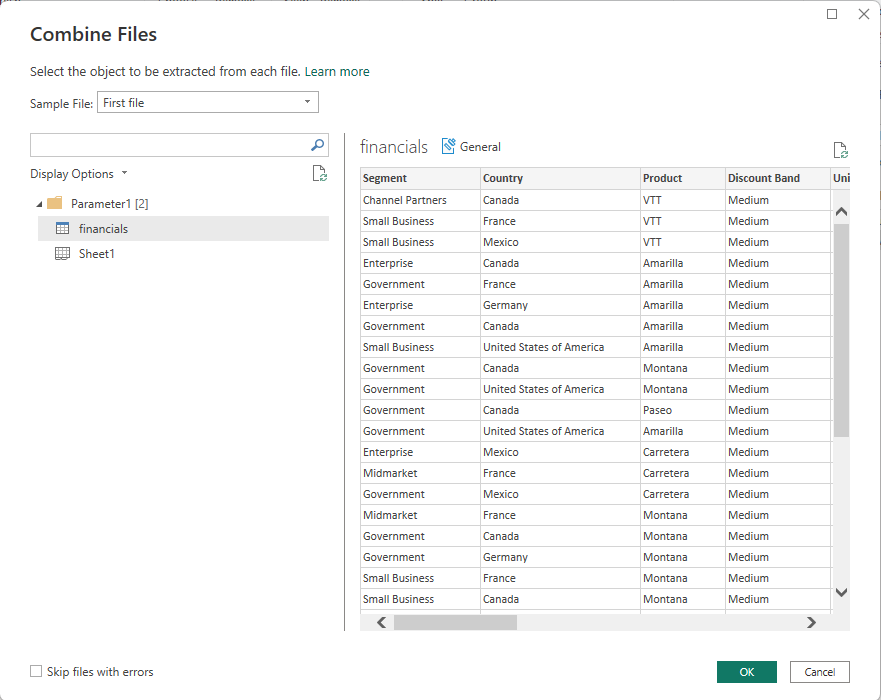 Combine Files
Select the object to be extracted from each file. Learn more
Sample File: First file
Display Options
Parameter1 [2]
financials
Sheet1
financials General
Segment Country Product Discount Band Uni
Channel Partners Canada VTT Medium
Small Business France VTT Medium
Small Business Mexico VTT Medium
Enterprise Canada Amarilla Medium
Government France Amarilla Medium
Enterprise Germany Amarilla Medium
Government Canada Amarilla Medium
Small Business United States of America Amarilla Medium
Government Canada Montana Medium
Government United States of America Montana Medium
Government Canada Paseo Medium
Government United States of America Amarilla Medium
Enterprise Mexico Carretera Medium
Midmarket France Carretera Medium
Government Mexico Carretera Medium
Midmarket France Montana Medium
Government Canada Montana Medium
Government Germany Montana Medium
Small Business France Montana Medium
Small Business Canada Montana Medium
Skip files with errors
OK Cancel